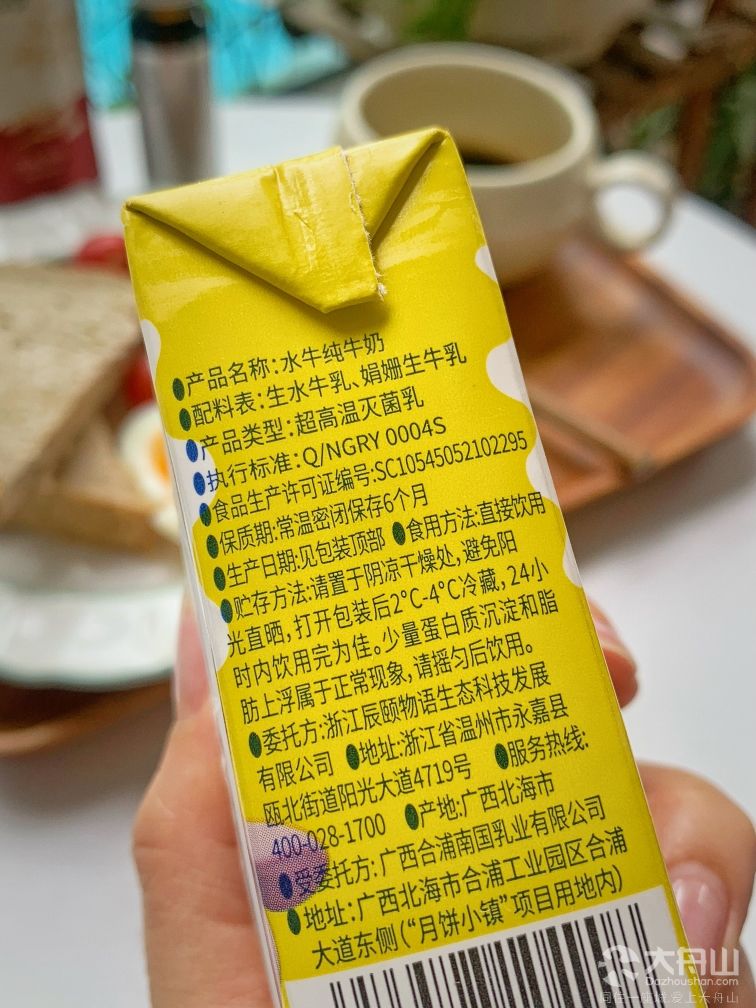 产品名称:水牛纯牛奶
配料表:生水牛乳、娟姗生牛乳
产品类型:超高温灭菌乳
执行标准:Q/NGRY 0004S
食品生产许可证编号:SC10545052102295
保质期:常温密闭保存6个月
生产日期:见包装顶部 食用方法:直接饮用
贮存方法:请置于阴凉干燥处,避免阳
光直晒,打开包装后2°C-4°C冷藏,24小
时内饮用完为佳。少量蛋白质沉淀和脂
肪上浮属于正常现象,请摇匀后饮用。
委托方:浙江辰颐物语生态科技发展
有限公司 地址:浙江省温州市永嘉县
瓯北街道阳光大道4719号 服务热线:
400-028-1700 产地:广西北海市
受委托方:广西合浦南国乳业有限公司
地址:广西北海市合浦工业园区合浦
大道东侧(“月饼小镇”项目用地内)
大舟山
Dazhoushan.com
同住一座城,爱上大舟山